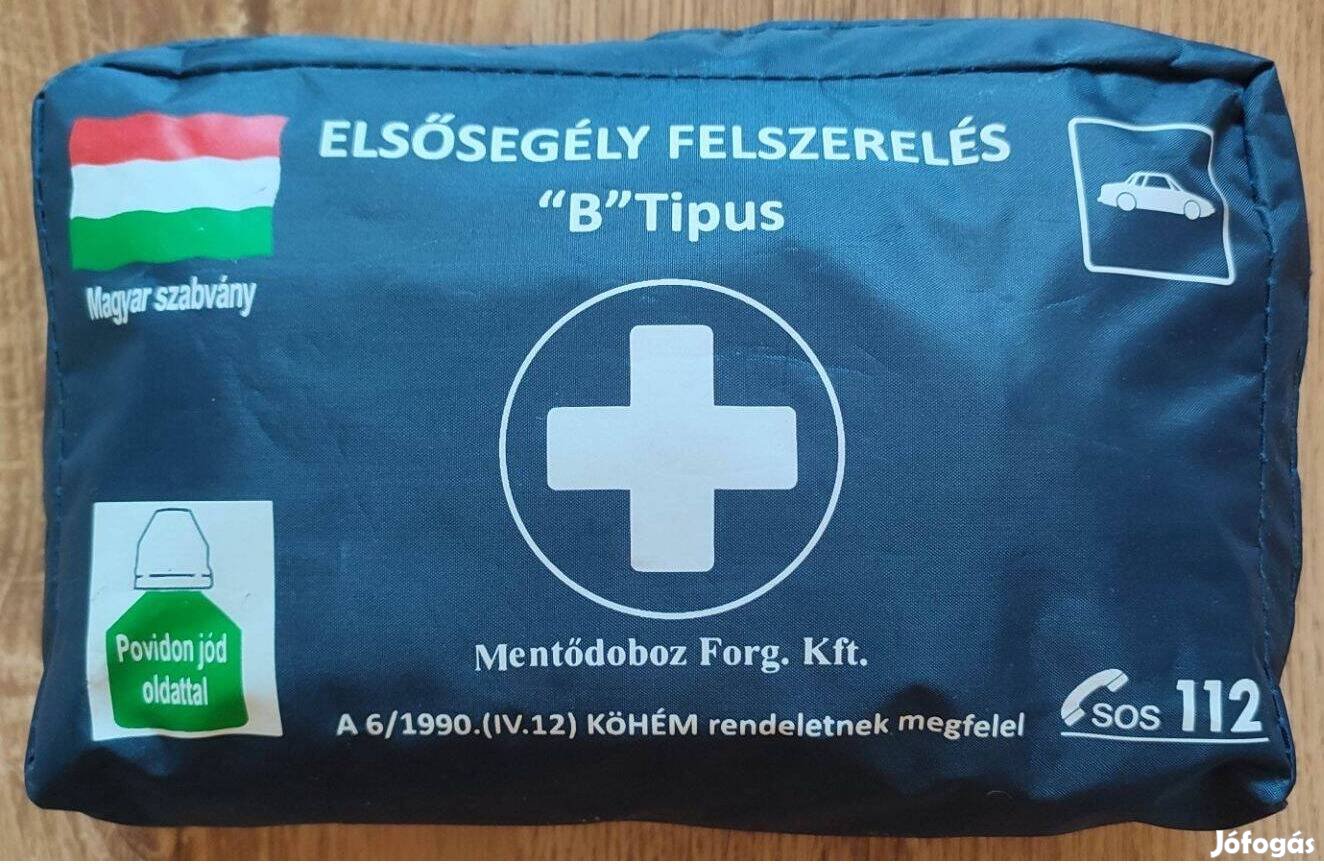 ELSŐSEGÉLY FELSZERELÉS
“B”Tipus
Magyar szabvány
Povidon jód
oldattal
Mentődoboz Forg. Kft.
A 6/1990.(IV.12) KöHÉM rendeletnek megfelel
SOS 112
Jófogás